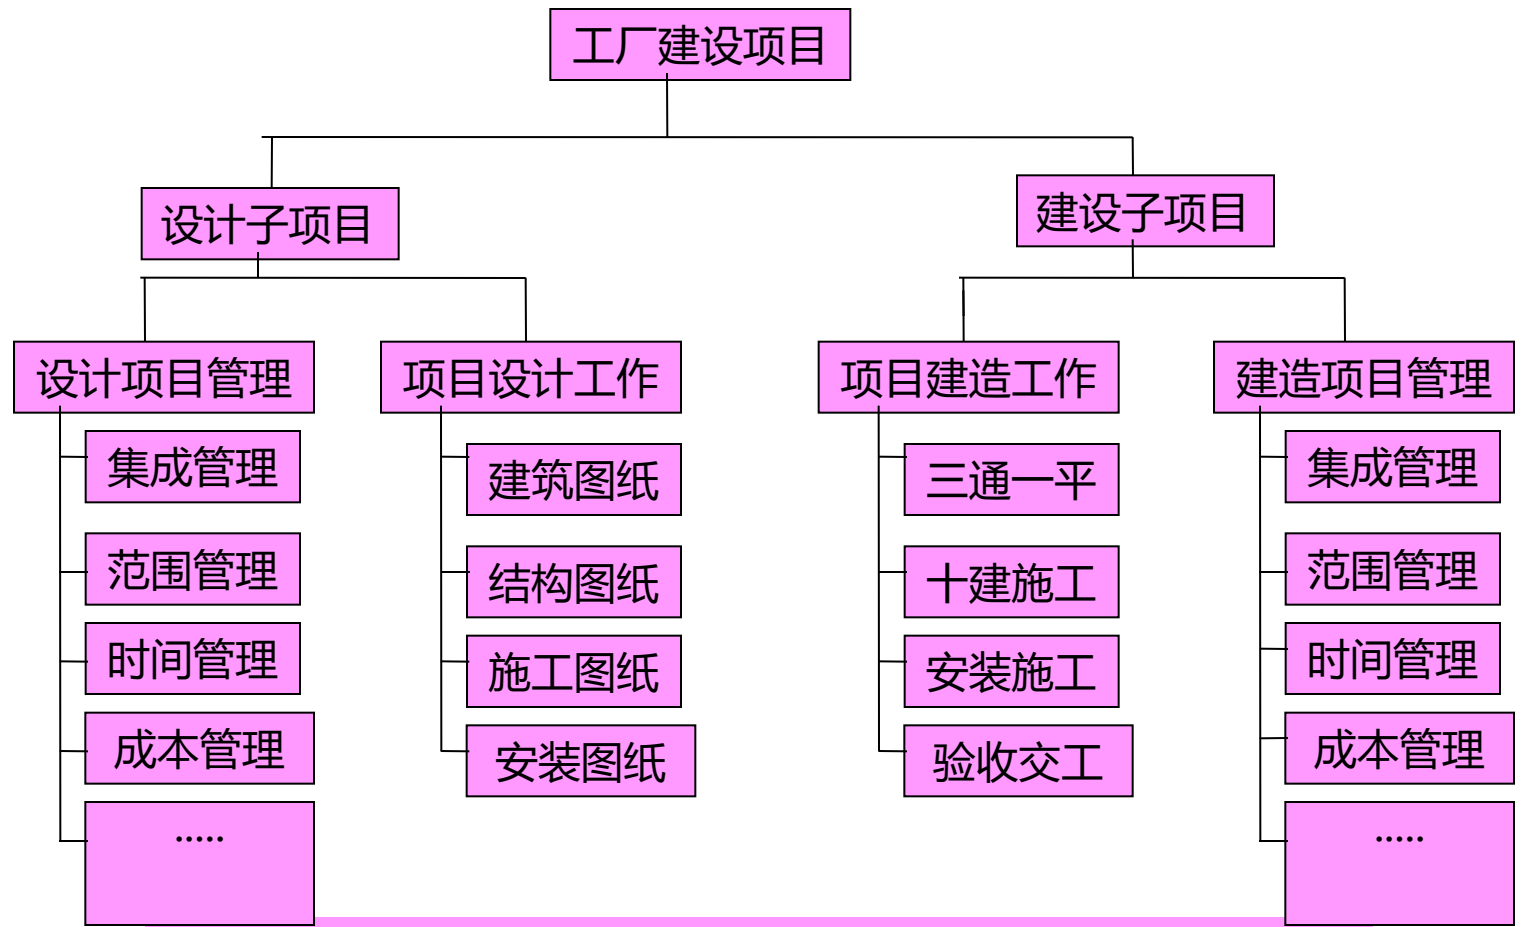 工厂建设项目
设计子项目
建设子项目
设计项目管理
项目设计工作
项目建造工作
建造项目管理
集成管理
范围管理
时间管理
成本管理
.....
建筑图纸
结构图纸
施工图纸
安装图纸
三通一平
十建施工
安装施工
验收交工
集成管理
范围管理
时间管理
成本管理
.....